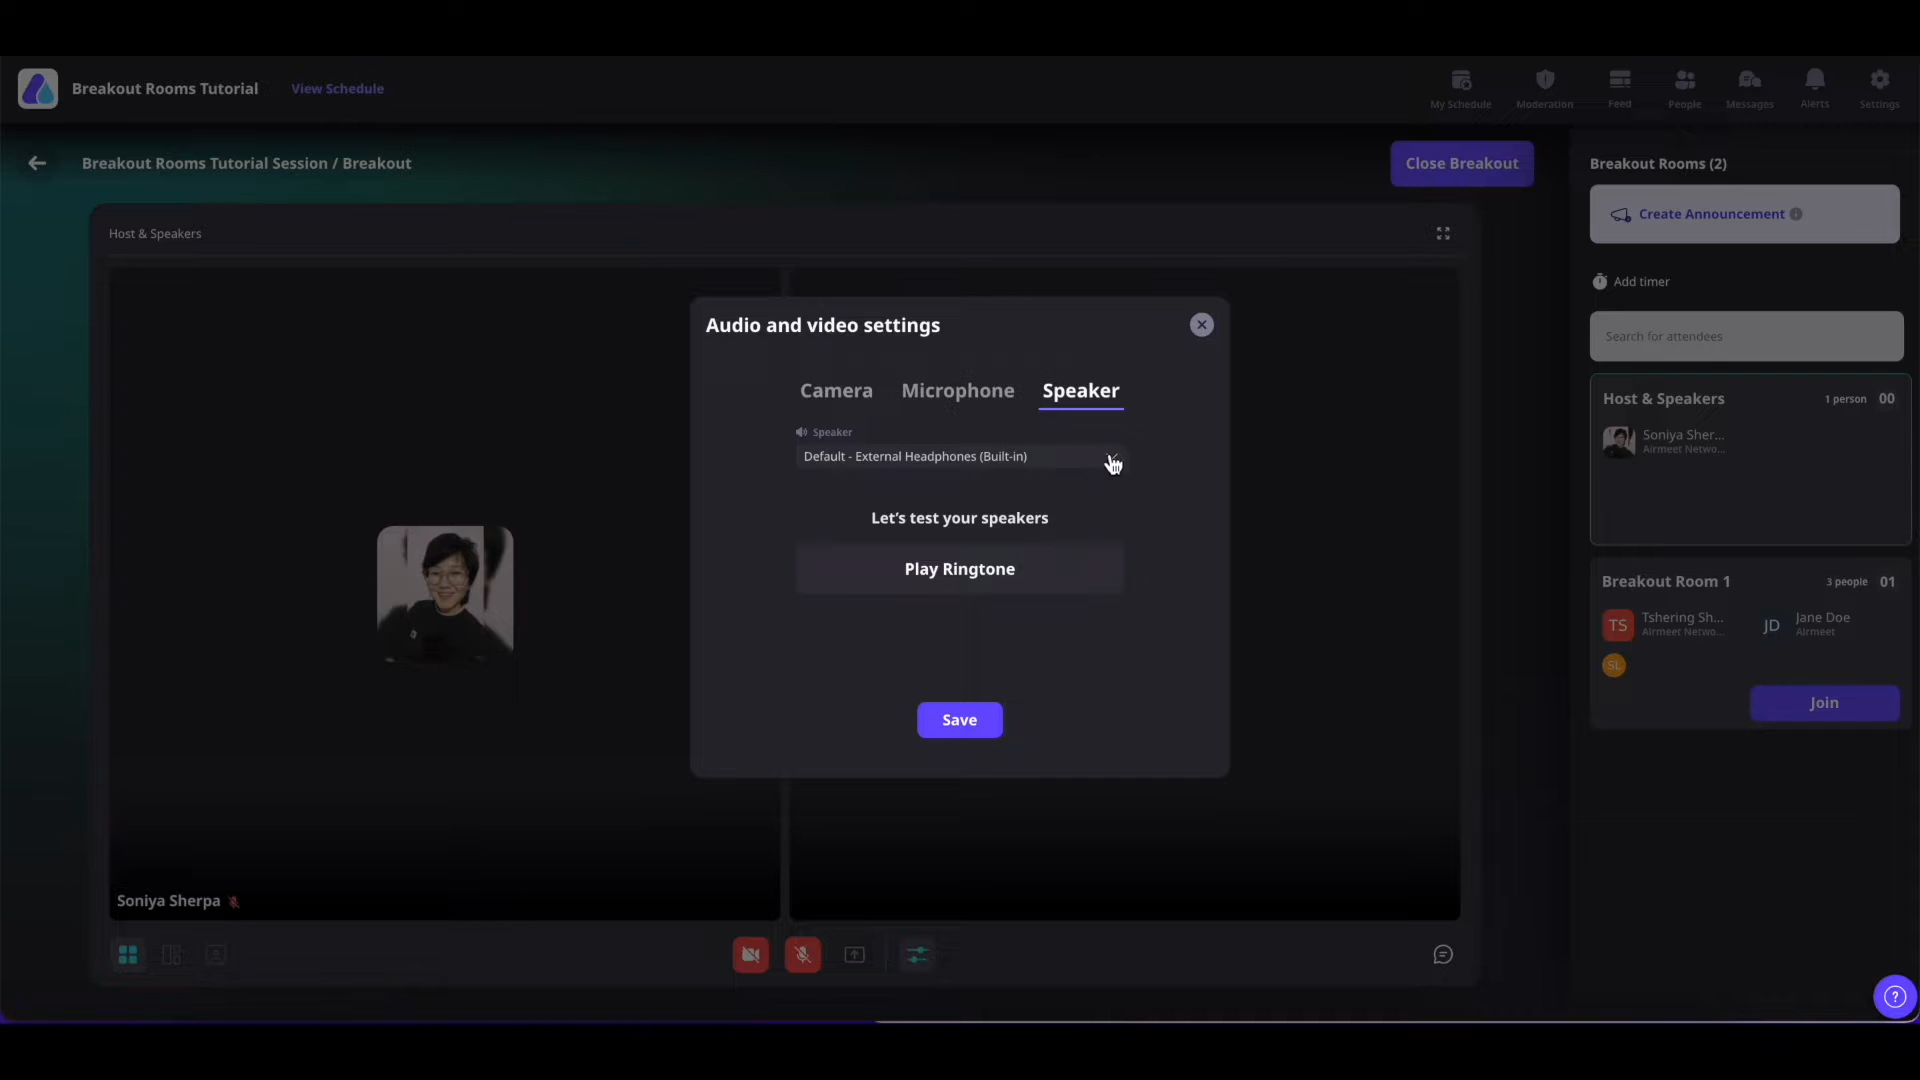 Breakout Rooms Tutorial
View Schedule
My Schedule
Moderation
Feed
People
Messages
Alerts
Settings
Breakout Rooms Tutorial Session / Breakout
Close Breakout
Host & Speakers
Soniya Sherpa
Audio and video settings
Camera
Microphone
Speaker
Speaker
Default - External Headphones (Built-in)
Let's test your speakers
Play Ringtone
Save
Breakout Rooms (2)
Create Announcement
Add timer
Search for attendees
Host & Speakers
1 person
00
Soniya Sher...
Airmeet Netwo...
Breakout Room 1
3 people
01
TS
Tshering Sh...
Airmeet Netwo...
JD
Jane Doe
Airmeet
SL
Join